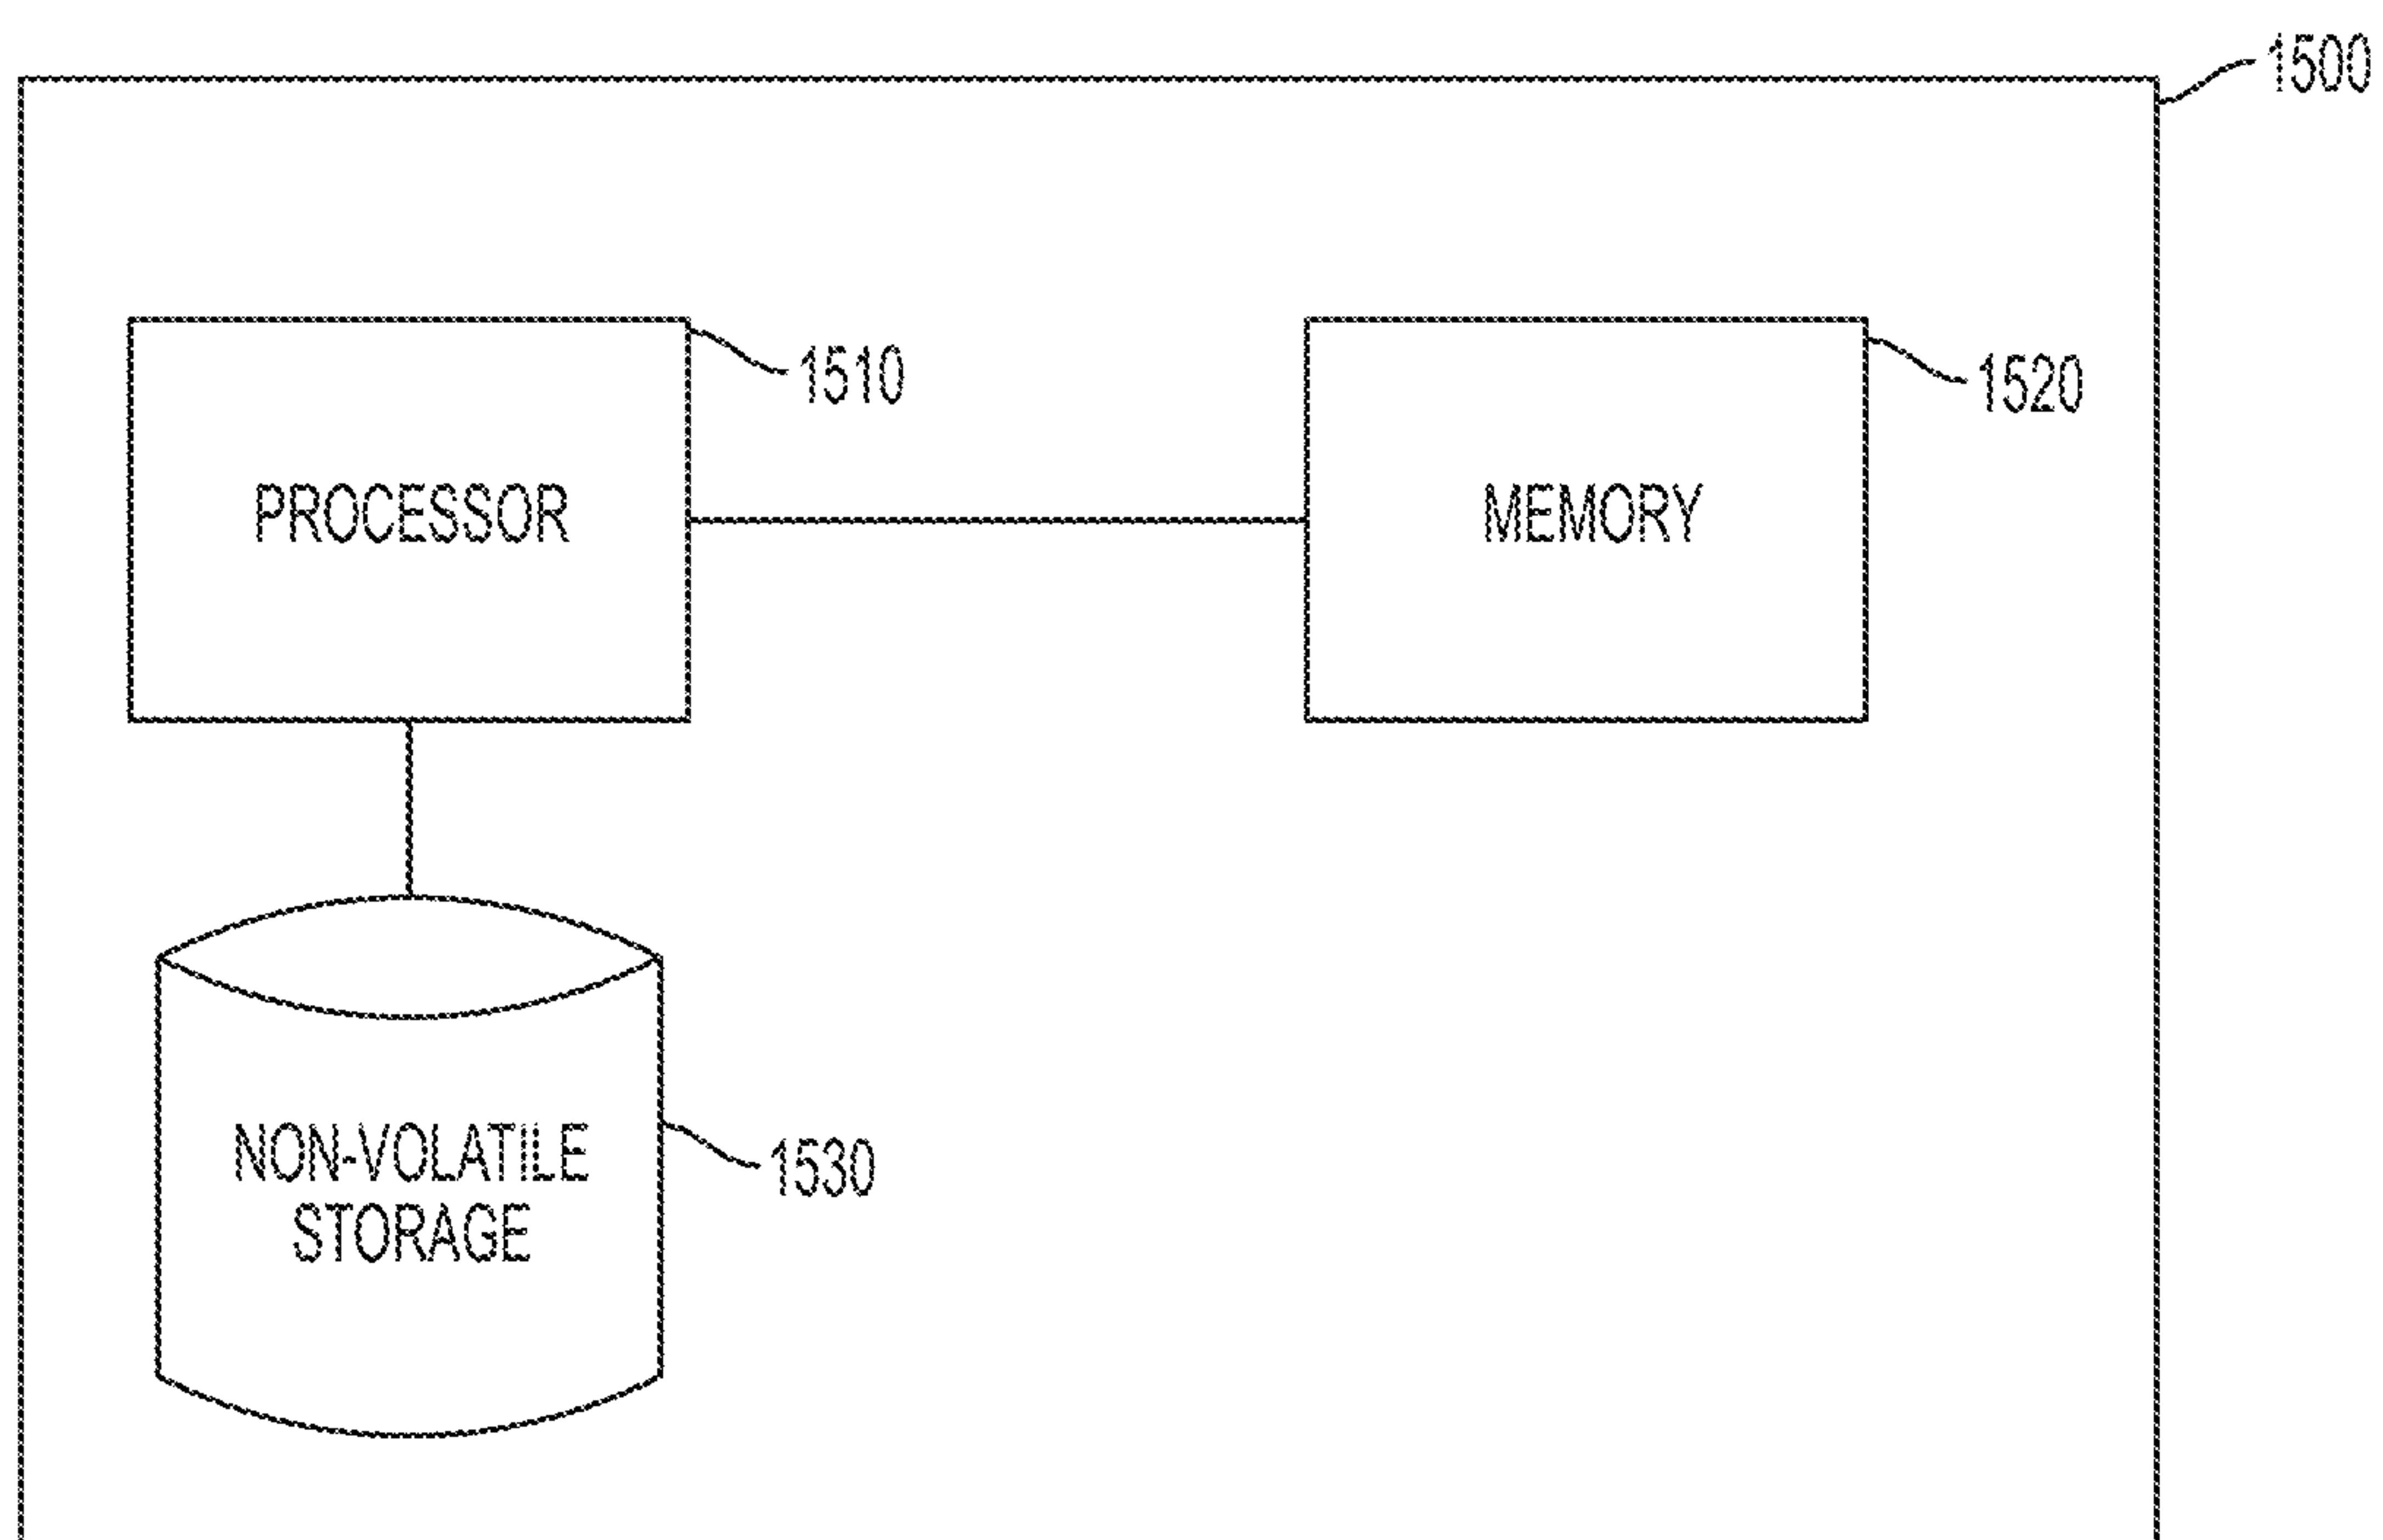 1500
1510
1520
PROCESSOR
MEMORY
NON-VOLATILE
STORAGE
1530